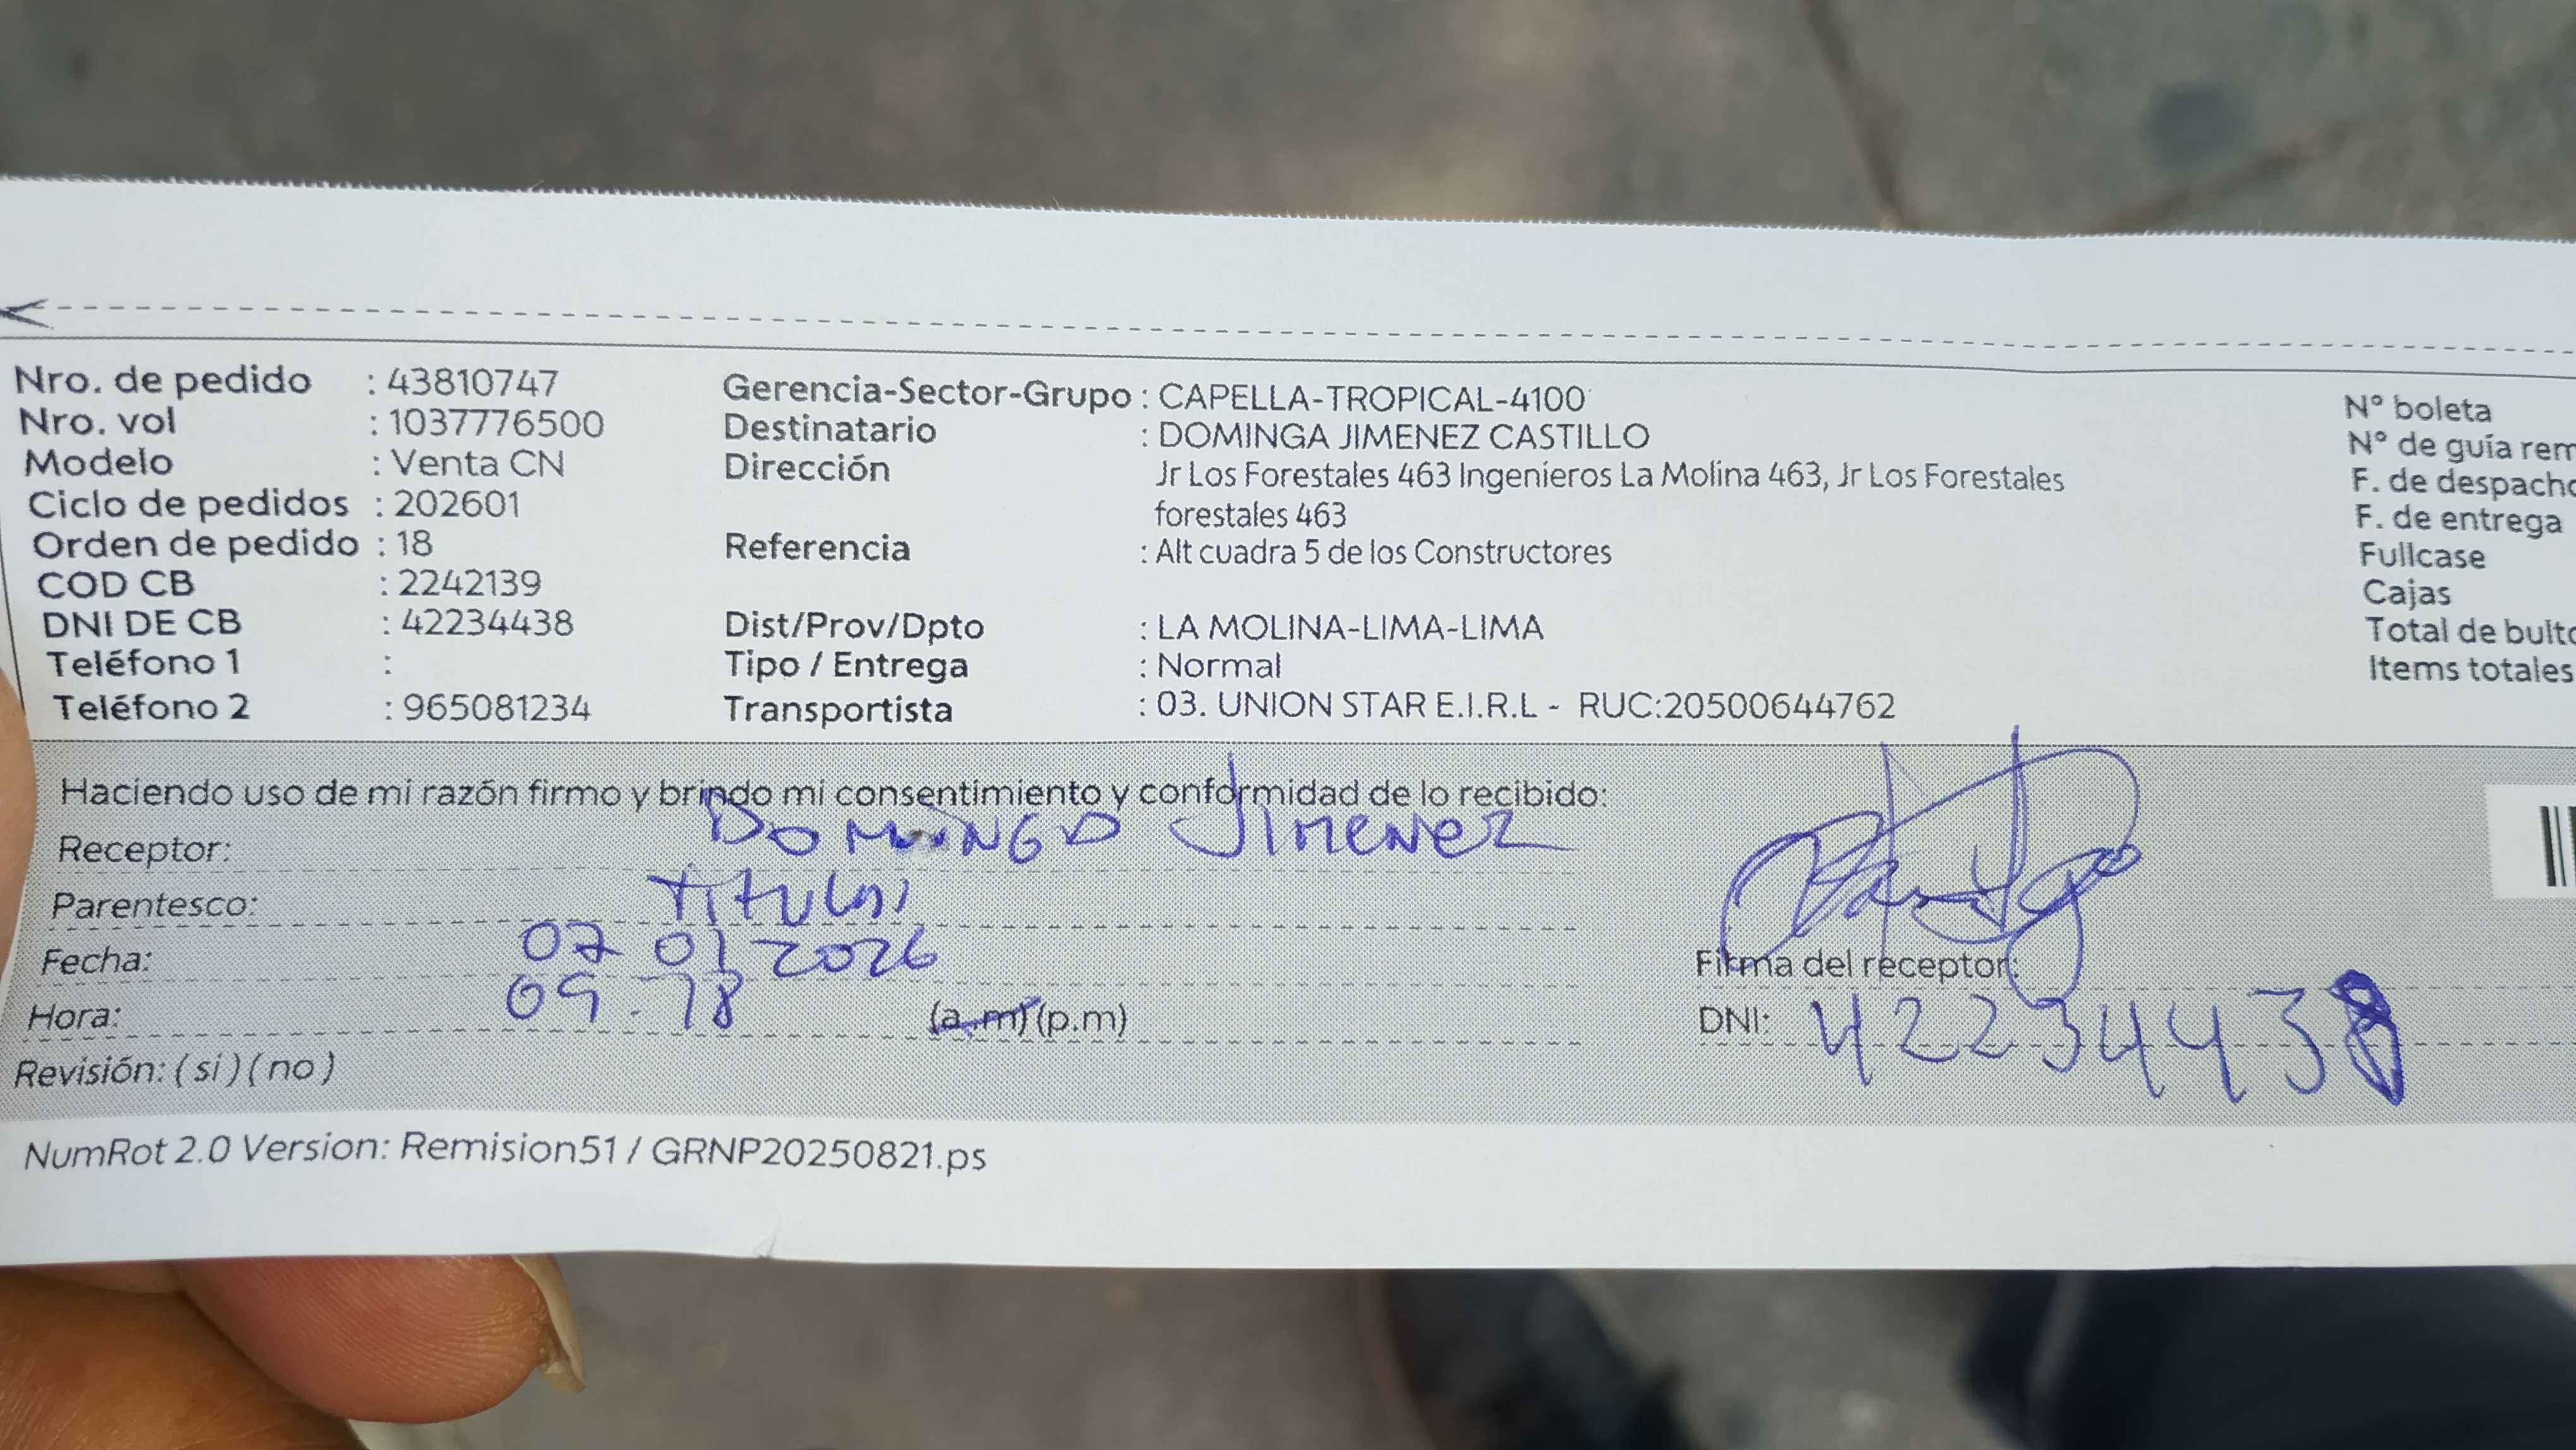 Nro. de pedido : 43810747
Nro. vol : 1037776500
Modelo : Venta CN
Ciclo de pedidos : 202601
Orden de pedido : 18
COD CB : 2242139
DNI DE CB : 42234438
Teléfono 1 :
Teléfono 2 : 965081234
Gerencia-Sector-Grupo : CAPELLA-TROPICAL-4100
Destinatario : DOMINGA JIMENEZ CASTILLO
Dirección Jr Los Forestales 463 Ingenieros La Molina 463, Jr Los Forestales
forestales 463
Referencia : Alt cuadra 5 de los Constructores
Dist/Prov/Dpto : LA MOLINA-LIMA-LIMA
Tipo / Entrega : Normal
Transportista : 03. UNION STAR E.I.R.L - RUC:20500644762
N° boleta
N° de guía rem
F. de despacho
F. de entrega
Fullcase
Cajas
Total de bulto
Items totales
Haciendo uso de mi razón firmo y brindo mi consentimiento y conformidad de lo recibido:
Receptor: DOMINGO JIMENEZ
Parentesco:
Fecha: 07 01 2026
Hora: 09 - 18 (a.m) (p.m)
Revisión: ( si ) ( no )
Firma del receptor:
DNI: 42234438
NumRot 2.0 Version: Remision51 / GRNP20250821.ps